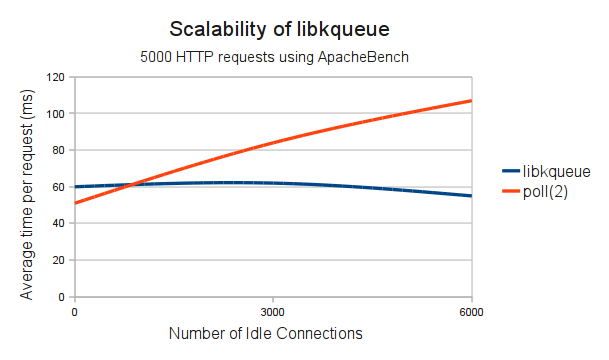 Scalability of libkqueue
5000 HTTP requests using ApacheBench
Average time per request (ms)
120
100
80
60
40
20
0
0
3000
6000
Number of Idle Connections
libkqueue
poll(2)